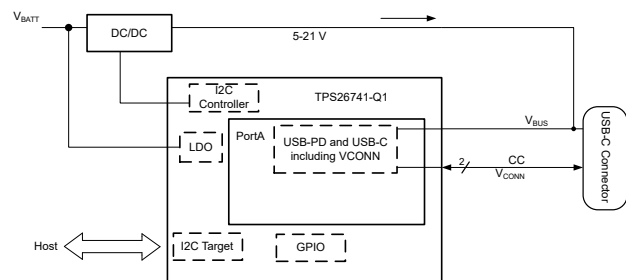 VBATT
DC/DC
5-21 V
I2C
Controller
TPS26741-Q1
LDO
PortA
USB-PD and USB-C
including VCONN
VBUS
2
CC
VCONN
USB-C Connector
Host
I2C Target
GPIO